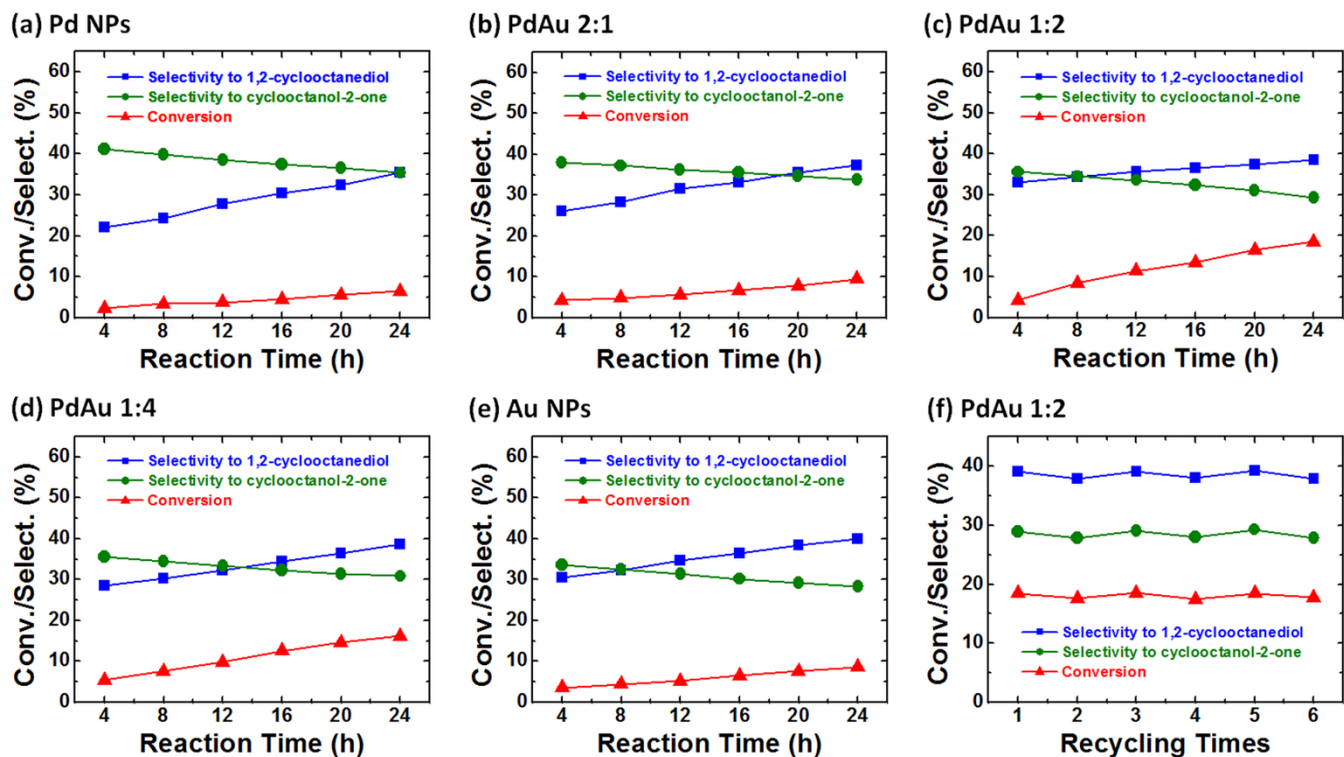 (a) Pd NPs
Conv./Select. (%)
60
50
40
30
20
10
0
Selectivity to 1,2-cyclooctanediol
Selectivity to cyclooctanol-2-one
Conversion
4 8 12 16 20 24
Reaction Time (h)
(b) PdAu 2:1
Conv./Select. (%)
60
50
40
30
20
10
0
Selectivity to 1,2-cyclooctanediol
Selectivity to cyclooctanol-2-one
Conversion
4 8 12 16 20 24
Reaction Time (h)
(c) PdAu 1:2
Conv./Select. (%)
60
50
40
30
20
10
0
Selectivity to 1,2-cyclooctanediol
Selectivity to cyclooctanol-2-one
Conversion
4 8 12 16 20 24
Reaction Time (h)
(d) PdAu 1:4
Conv./Select. (%)
60
50
40
30
20
10
0
Selectivity to 1,2-cyclooctanediol
Selectivity to cyclooctanol-2-one
Conversion
4 8 12 16 20 24
Reaction Time (h)
(e) Au NPs
Conv./Select. (%)
60
50
40
30
20
10
0
Selectivity to 1,2-cyclooctanediol
Selectivity to cyclooctanol-2-one
Conversion
4 8 12 16 20 24
Reaction Time (h)
(f) PdAu 1:2
Conv./Select. (%)
40
30
20
10
0
Selectivity to 1,2-cyclooctanediol
Selectivity to cyclooctanol-2-one
Conversion
1 2 3 4 5 6
Recycling Times